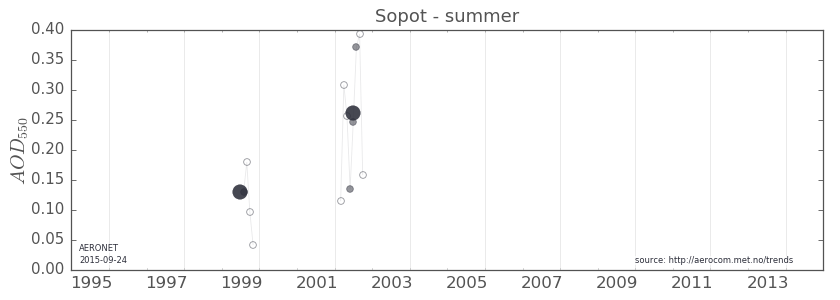 Sopot - summer
0.40
0.35
0.30
0.25
0.20
0.15
0.10
0.05
0.00
AOD550
AERONET
2015-09-24
source: http://aerocom.met.no/trends
1995 1997 1999 2001 2003 2005 2007 2009 2011 2013